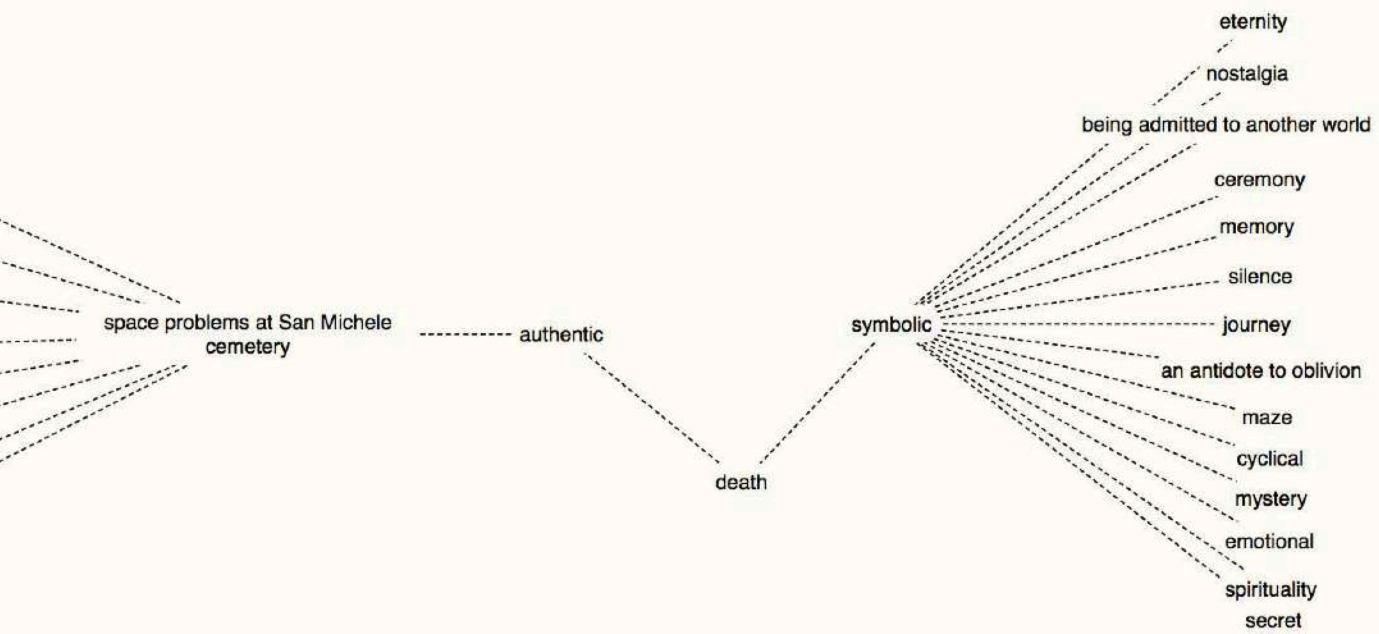 eternity
nostalgia
being admitted to another world
ceremony
memory
silence
space problems at San Michele
cemetery
authentic
symbolic
journey
an antidote to oblivion
maze
cyclical
death
mystery
emotional
spirituality
secret